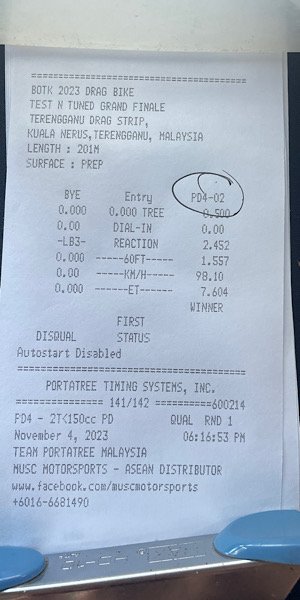 ================================
BOTK 2023 DRAG BIKE
TEST N TUNED GRAND FINALE
TERENGGANU DRAG STRIP,
KUALA NERUS,TERENGGANU, MALAYSIA
LENGTH : 201M
SURFACE : PREP
BYE Entry PD4-02
0.000 0.000 TREE 0.500
0.00 DIAL-IN 0.00
-LB3- REACTION 2.452
0.000 ------60FT----- 1.557
0.00 ------KM/H----- 98.10
0.000 -------ET------ 7.604
WINNER
FIRST
DISQUAL STATUS
Autostart Disabled
================================
PORTATREE TIMING SYSTEMS, INC.
============== 141/142 ==========600214
PD4 - 2T<150cc PD QUAL RND 1
November 4, 2023 06:16:53 PM
TEAM PORTATREE MALAYSIA
MUSC MOTORSPORTS - ASEAN DISTRIBUTOR
www.facebook.com/muscmotorsports
+6016-6681490